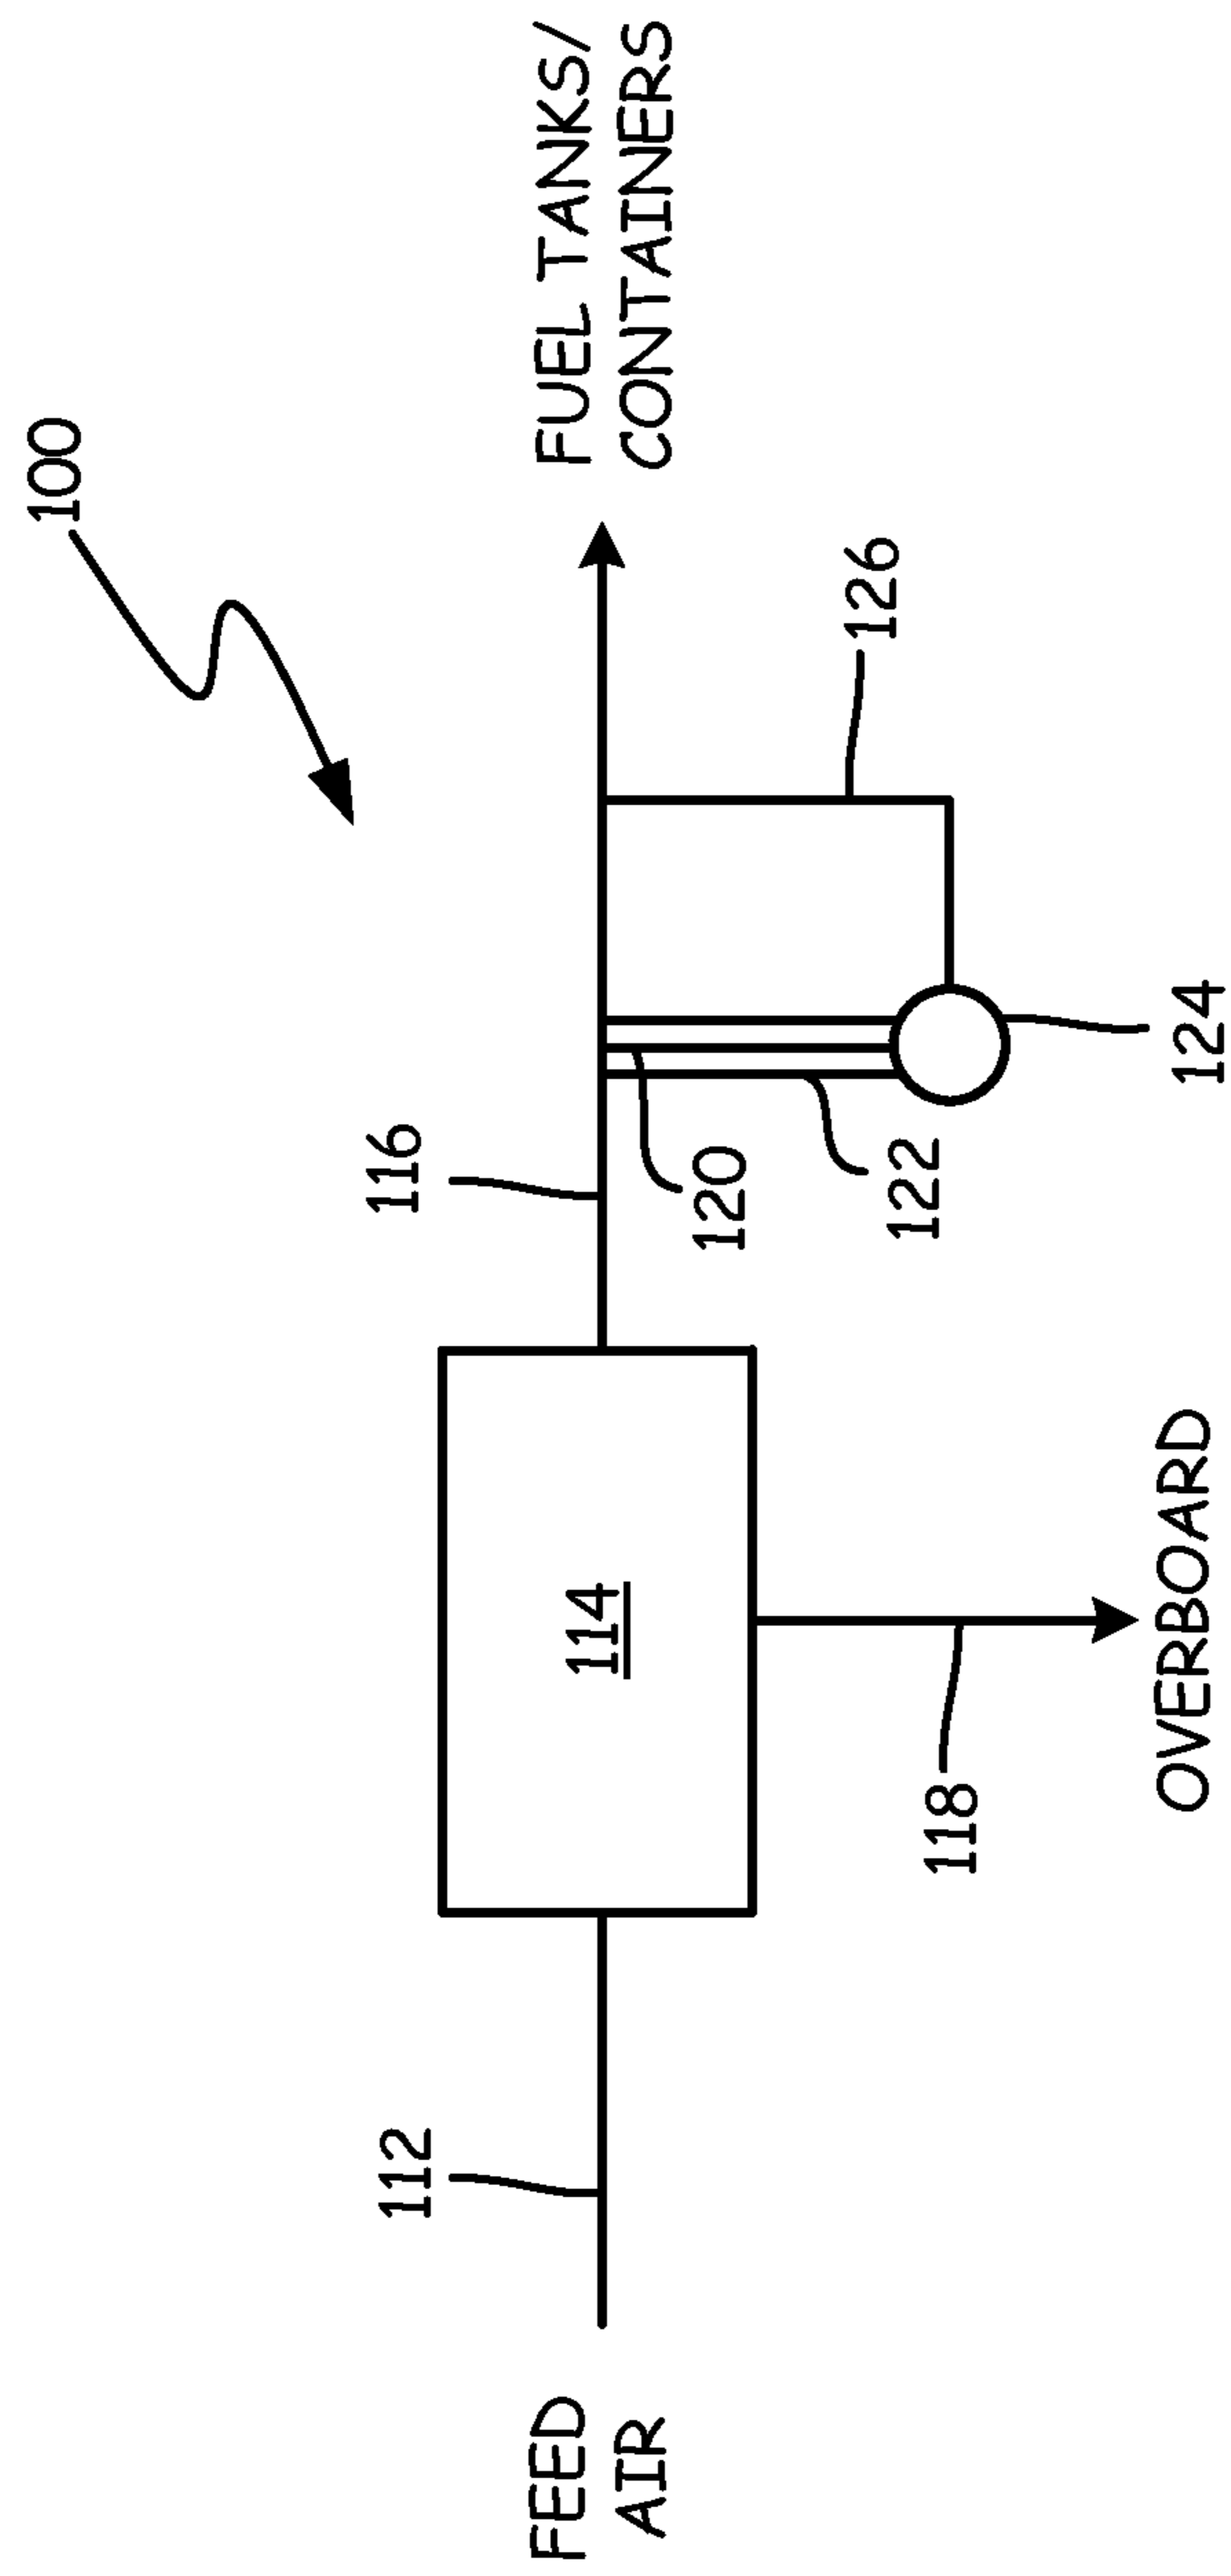 100
FEED
AIR
112
114
116
118
OVERBOARD
120
122
124
126
FUEL TANKS/
CONTAINERS